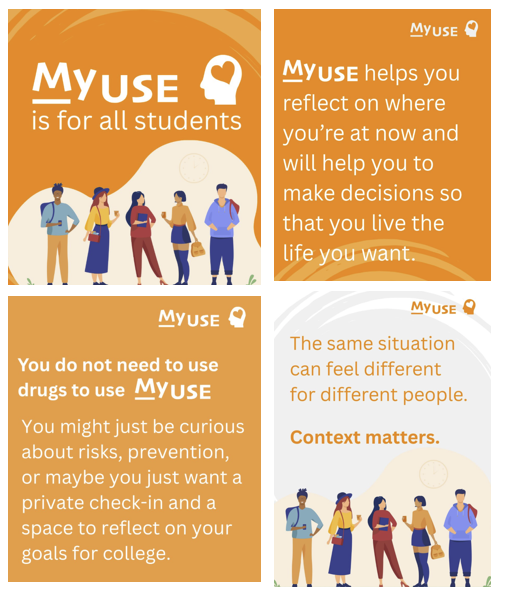 MyUSE
is for all students
MyUSE
MyUSE helps you
reflect on where
you're at now and
will help you to
make decisions so
that you live the
life you want.
MyUSE
You do not need to use
drugs to use MyUSE
You might just be curious
about risks, prevention,
or maybe you just want a
private check-in and a
space to reflect on your
goals for college.
MyUSE
The same situation
can feel different
for different people.
Context matters.